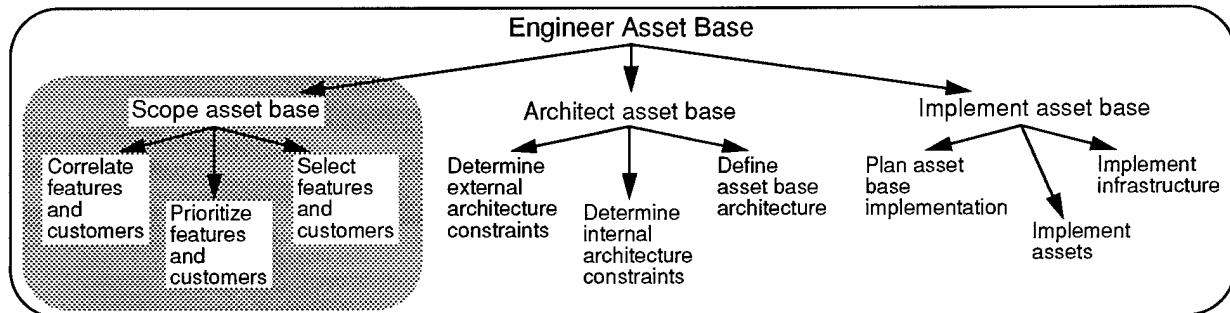 Engineer Asset Base
Scope asset base
Correlate
features
and
customers
Prioritize
features
and
customers
Select
features
and
customers
Architect asset base
Determine
external
architecture
constraints
Determine
internal
architecture
constraints
Define
asset base
architecture
Implement asset base
Plan asset
base
implementation
Implement
assets
Implement
infrastructure